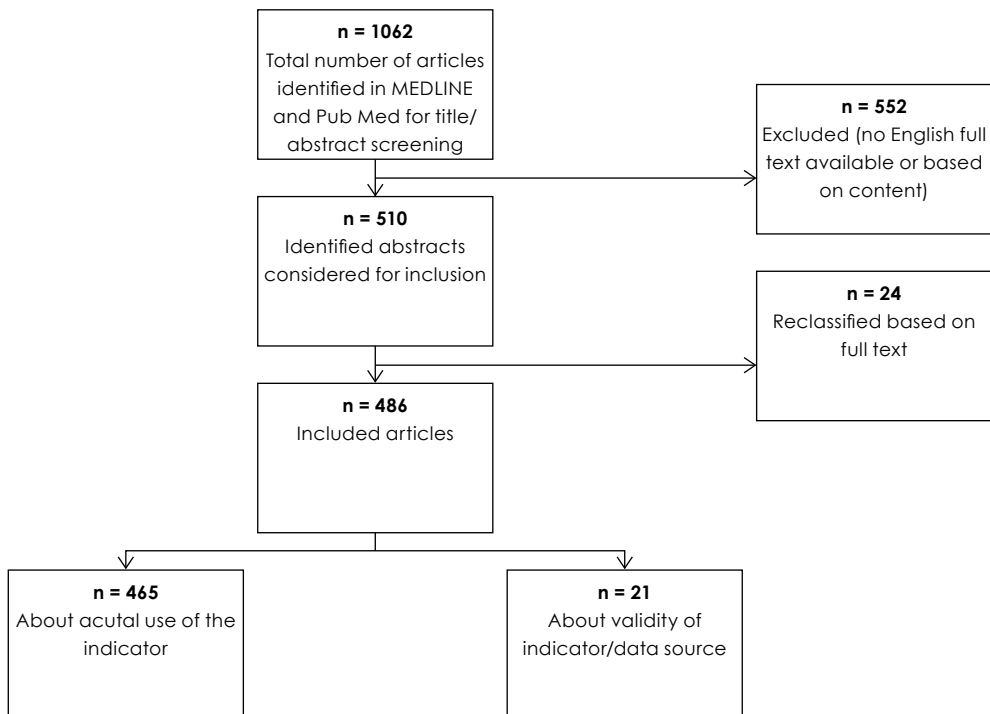 n = 1062
Total number of articles
identified in MEDLINE
and Pub Med for title/
abstract screening
n = 552
Excluded (no English full
text available or based
on content)
n = 510
Identified abstracts
considered for inclusion
n = 24
Reclassified based on
full text
n = 486
Included articles
n = 465
About acutal use of the
indicator
n = 21
About validity of
indicator/data source